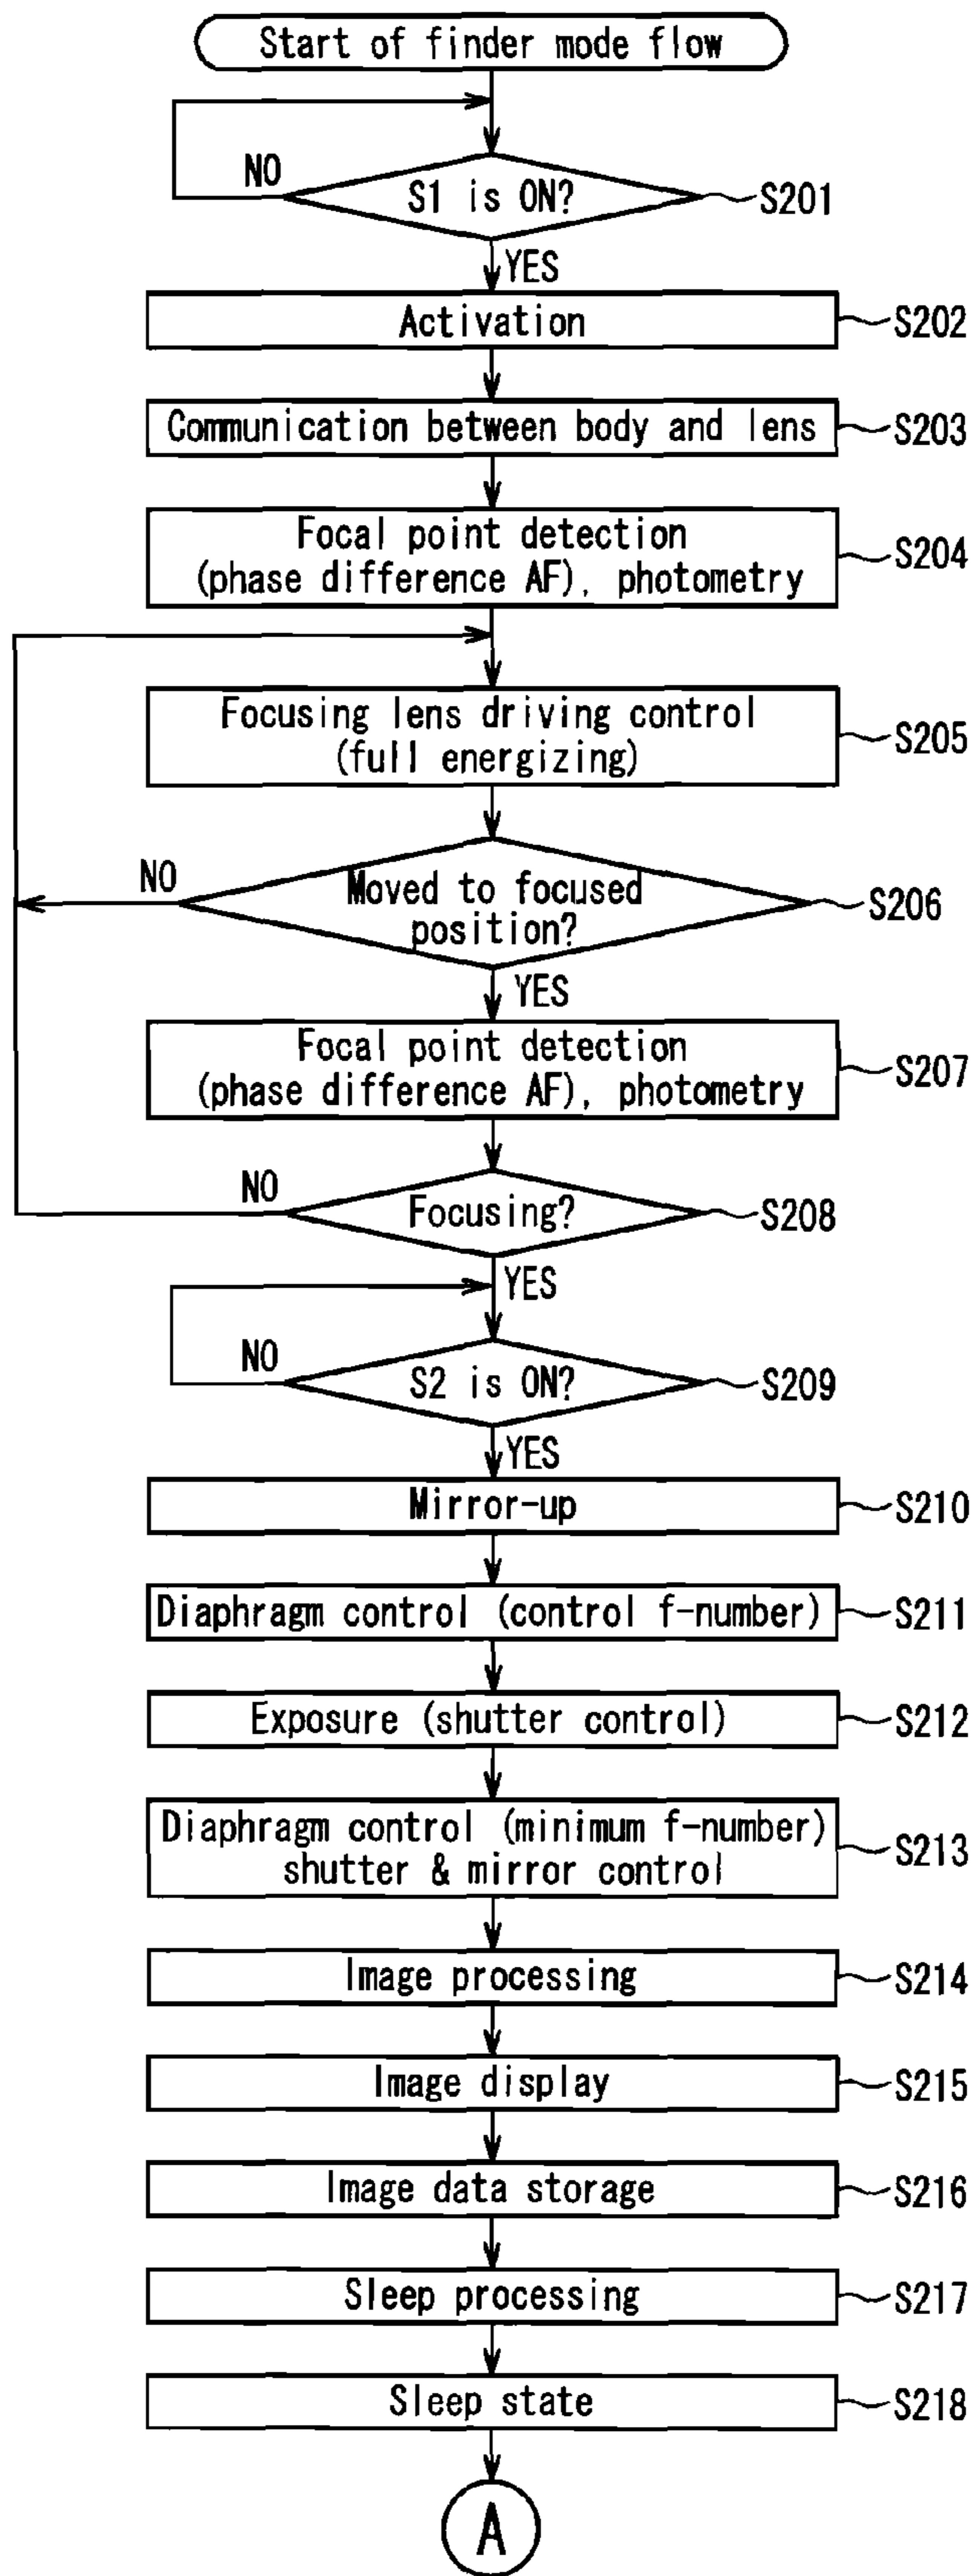 Start of finder mode flow
NO
S1 is ON?
S201
YES
Activation
S202
Communication between body and lens
S203
Focal point detection
(phase difference AF), photometry
S204
Focusing lens driving control
(full energizing)
S205
NO
Moved to focused
position?
S206
YES
Focal point detection
(phase difference AF), photometry
S207
NO
Focusing?
S208
YES
NO
S2 is ON?
S209
YES
Mirror-up
S210
Diaphragm control (control f-number)
S211
Exposure (shutter control)
S212
Diaphragm control (minimum f-number)
shutter & mirror control
S213
Image processing
S214
Image display
S215
Image data storage
S216
Sleep processing
S217
Sleep state
S218
A